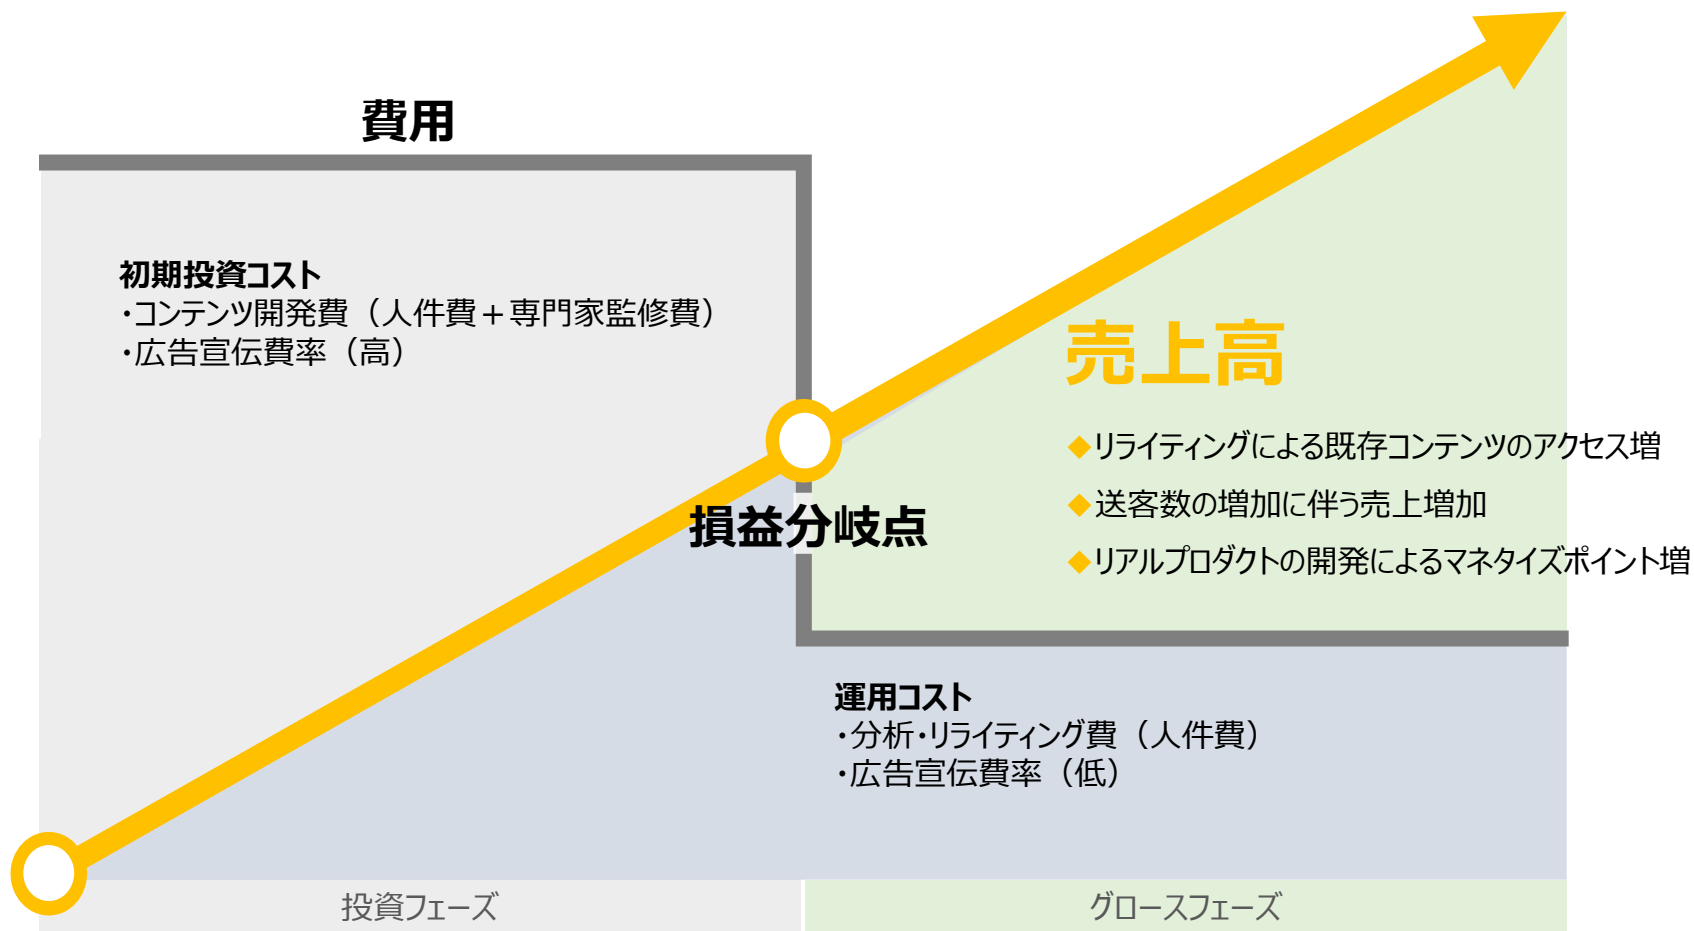 費用
初期投資コスト
・コンテンツ開発費（人件費＋専門家監修費）
・広告宣伝費率（高）
売上高
◆リライティングによる既存コンテンツのアクセス増
◆送客数の増加に伴う売上増加
◆リアルプロダクトの開発によるマネタイズポイント増
損益分岐点
運用コスト
・分析・リライティング費（人件費）
・広告宣伝費率（低）
投資フェーズ
グロースフェーズ